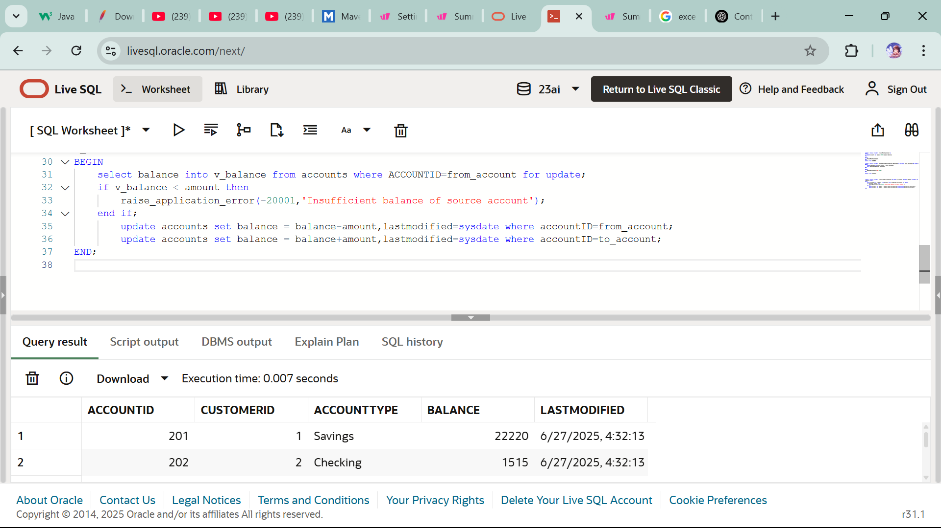 Java
Dow
(239
(239
(239
Mave
Setti
Sumi
Live
Sum
exce
Con
livesql.oracle.com/next/
Live SQL
Worksheet
Library
23ai
Return to Live SQL Classic
Help and Feedback
Sign Out
[ SQL Worksheet ]*
Aa
30 BEGIN
31 select balance into v_balance from accounts where ACCOUNTID=from_account for update;
32 if v_balance < amount then
33 raise_application_error(-20001,'Insufficient balance of source account');
34 end if;
35 update accounts set balance = balance-amount,lastmodified=sysdate where accountID=from_account;
36 update accounts set balance = balance+amount,lastmodified=sysdate where accountID=to_account;
37 END;
38
Query result Script output DBMS output Explain Plan SQL history
Download Execution time: 0.007 seconds
ACCOUNTID CUSTOMERID ACCOUNTTYPE BALANCE LASTMODIFIED
1 201 1 Savings 22220 6/27/2025, 4:32:13
2 202 2 Checking 1515 6/27/2025, 4:32:13
About Oracle Contact Us Legal Notices Terms and Conditions Your Privacy Rights Delete Your Live SQL Account Cookie Preferences
Copyright © 2014, 2025 Oracle and/or its affiliates All rights reserved. r31.1